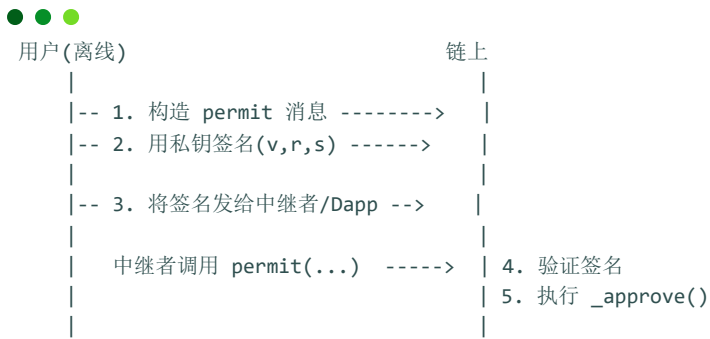 用户(离线) 链上
|-- 1. 构造 permit 消息 --------> |
|-- 2. 用私钥签名(v,r,s) ------> |
|-- 3. 将签名发给中继者/Dapp --> |
| 中继者调用 permit(...) -----> | 4. 验证签名
| | 5. 执行 _approve()